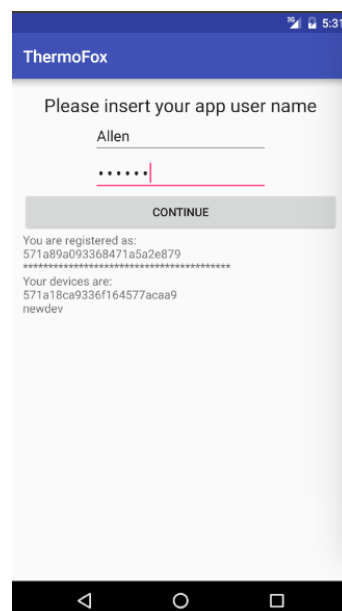 3G 5:31
ThermoFox
Please insert your app user name
Allen
••••••
CONTINUE
You are registered as:
571a89a093368471a5a2e879
*****************************************
Your devices are:
571a18ca9336f164577acaa9
newdev